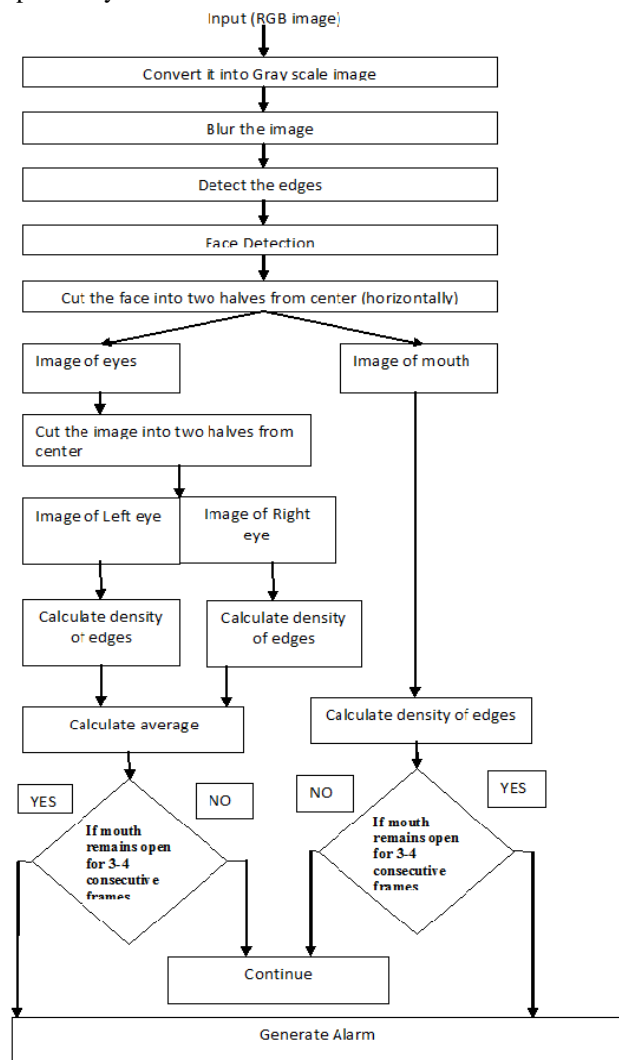 Input (RGB image)
Convert it into Gray scale image
Blur the image
Detect the edges
Face Detection
Cut the face into two halves from center (horizontally)
Image of eyes
Image of mouth
Cut the image into two halves from
center
Image of Left eye
Image of Right
eye
Calculate density
of edges
Calculate density
of edges
Calculate average
Calculate density of edges
YES
NO
NO
YES
If mouth
remains open
for 3-4
consecutive
frames
If mouth
remains open
for 3-4
consecutive
frames
Continue
Generate Alarm